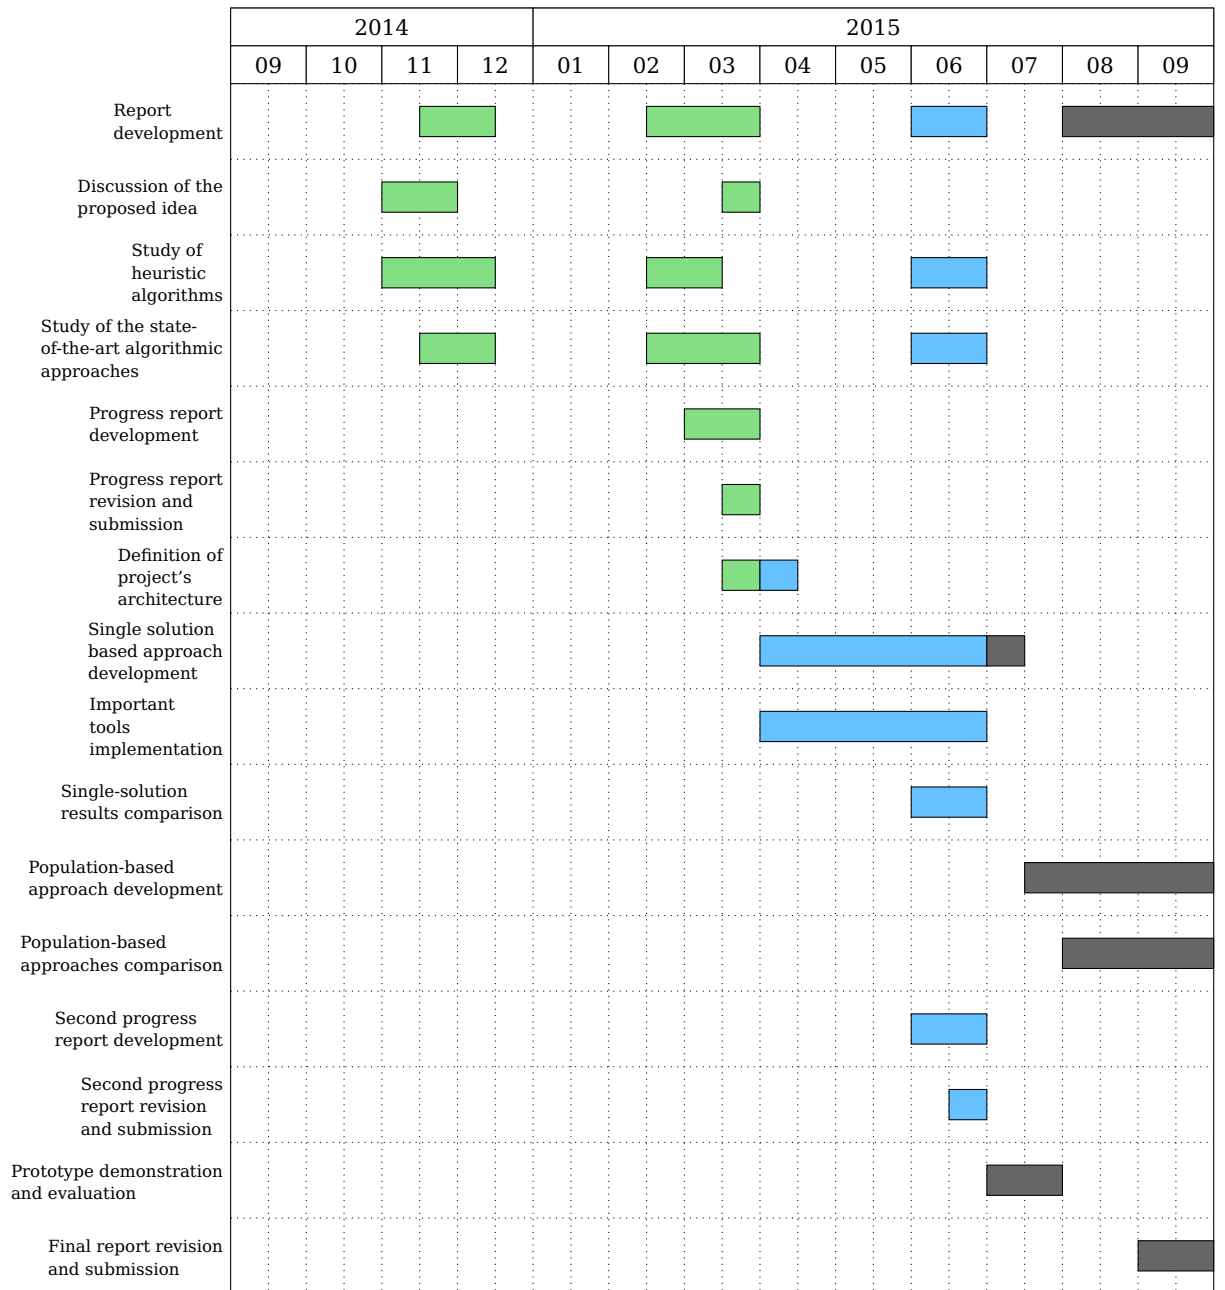 2014 2015
09 10 11 12 01 02 03 04 05 06 07 08 09
Report
development
Discussion of the
proposed idea
Study of
heuristic
algorithms
Study of the state-
of-the-art algorithmic
approaches
Progress report
development
Progress report
revision and
submission
Definition of
project's
architecture
Single solution
based approach
development
Important
tools
implementation
Single-solution
results comparison
Population-based
approach development
Population-based
approaches comparison
Second progress
report development
Second progress
report revision
and submission
Prototype demonstration
and evaluation
Final report revision
and submission